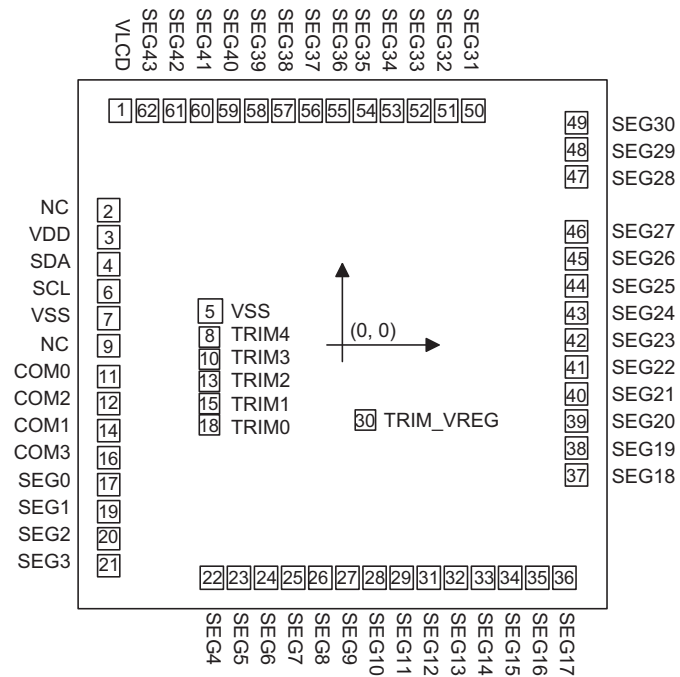 VLCD SEG43 SEG42 SEG41 SEG40 SEG39 SEG38 SEG37 SEG36 SEG35 SEG34 SEG33 SEG32 SEG31
1 62 61 60 59 58 57 56 55 54 53 52 51 50
49 SEG30
48 SEG29
47 SEG28
NC 2
VDD 3
SDA 4
SCL 6
VSS 7
NC 9
COM0 11
COM2 12
COM1 14
COM3 16
SEG0 17
SEG1 19
SEG2 20
SEG3 21
5 VSS
8 TRIM4
10 TRIM3
13 TRIM2
15 TRIM1
18 TRIM0
(0, 0)
30 TRIM_VREG
46 SEG27
45 SEG26
44 SEG25
43 SEG24
42 SEG23
41 SEG22
40 SEG21
39 SEG20
38 SEG19
37 SEG18
22 23 24 25 26 27 28 29 31 32 33 34 35 36
SEG4 SEG5 SEG6 SEG7 SEG8 SEG9 SEG10 SEG11 SEG12 SEG13 SEG14 SEG15 SEG16 SEG17